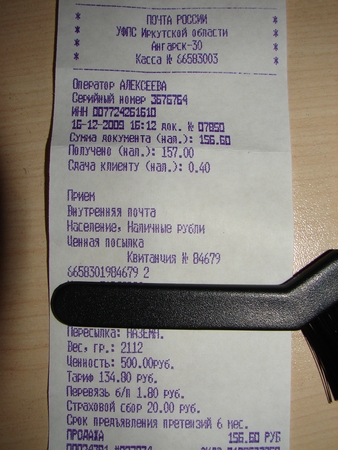 * ПОЧТА РОССИИ *
* УФПС Иркутской области *
* Ангарск-30 *
* Касса № 66583003 *
Оператор АЛЕКСЕЕВА
Серийный номер 3676764
ИНН 007724261610
16-12-2009 16:12 док. № 07850
Сумма документа (нал.): 156.60
Получено (нал.): 157.00
Сдача клиенту (нал.): 0.40
Прием
Внутренняя почта
Население, Наличные рубли
Ценная посылка
Квитанция № 84679
6658301984679 2
Пересылка: НАЗЕМН.
Вес, гр.: 2112
Ценность: 500.00руб.
Тариф 134.80 руб.
Перевязь б/п 1.80 руб.
Страховой сбор 20.00 руб.
Срок предъявления претензий 6 мес.
ПРОДАЖА 156.60 РУБ